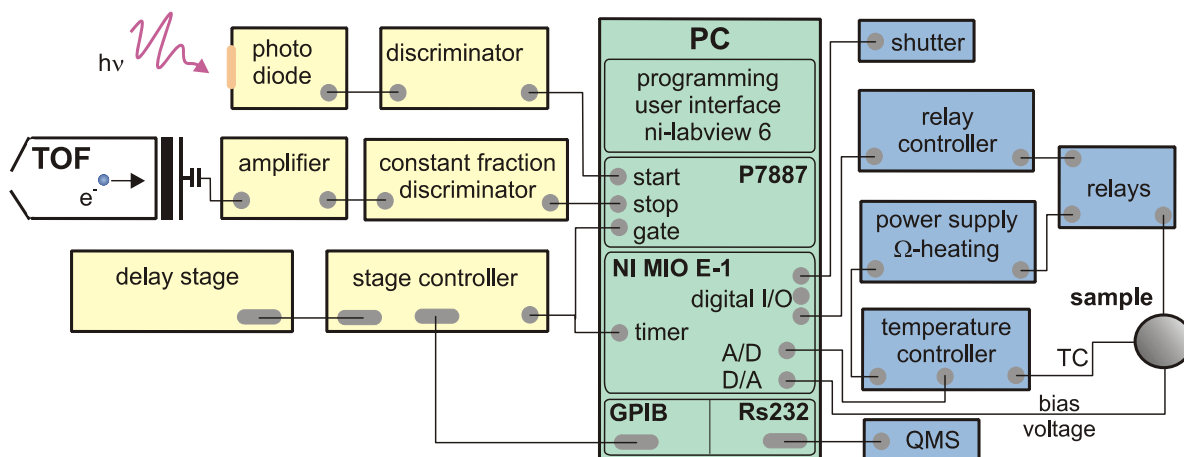 hν
photo
diode
discriminator
TOF
e-
amplifier
constant fraction
discriminator
delay stage
stage controller
PC
programming
user interface
ni-labview 6
P7887
start
stop
gate
NI MIO E-1
digital I/O
timer
A/D
D/A
GPIB
Rs232
shutter
relay
controller
relays
power supply
Ω-heating
sample
temperature
controller
TC
bias
voltage
QMS